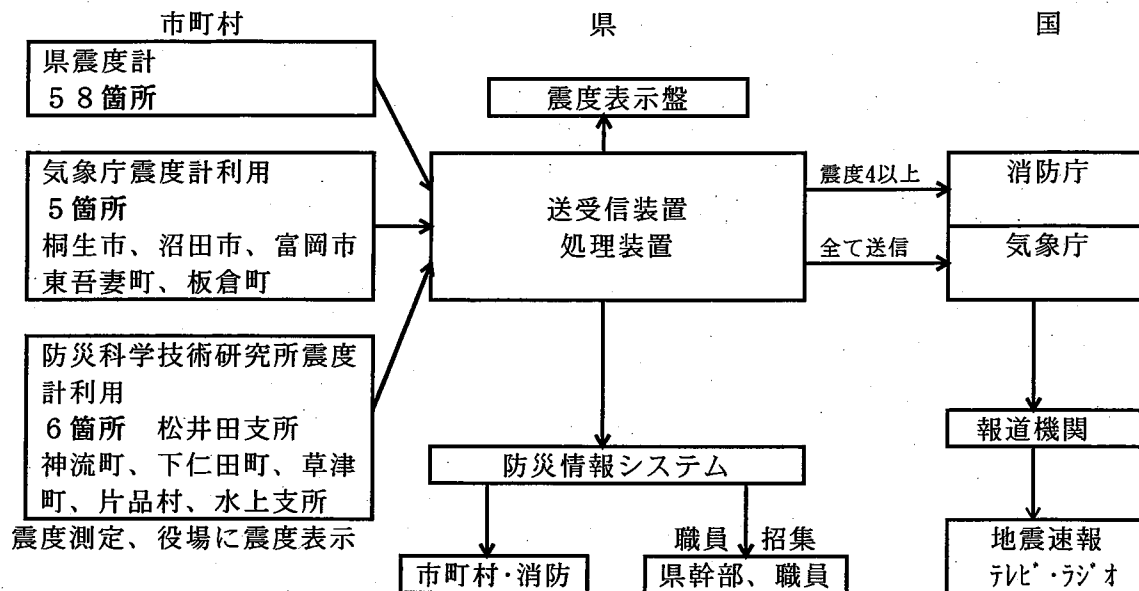 市町村
県
国
県震度計
５８箇所
気象庁震度計利用
５箇所
桐生市、沼田市、富岡市
東吾妻町、板倉町
防災科学技術研究所震度
計利用
６箇所　松井田支所
神流町、下仁田町、草津
町、片品村、水上支所
震度測定、役場に震度表示
震度表示盤
送受信装置
処理装置
防災情報システム
職員　招集
市町村・消防
県幹部、職員
震度4以上
全て送信
消防庁
気象庁
報道機関
地震速報
ﾃﾚﾋﾞ・ﾗｼﾞｵ